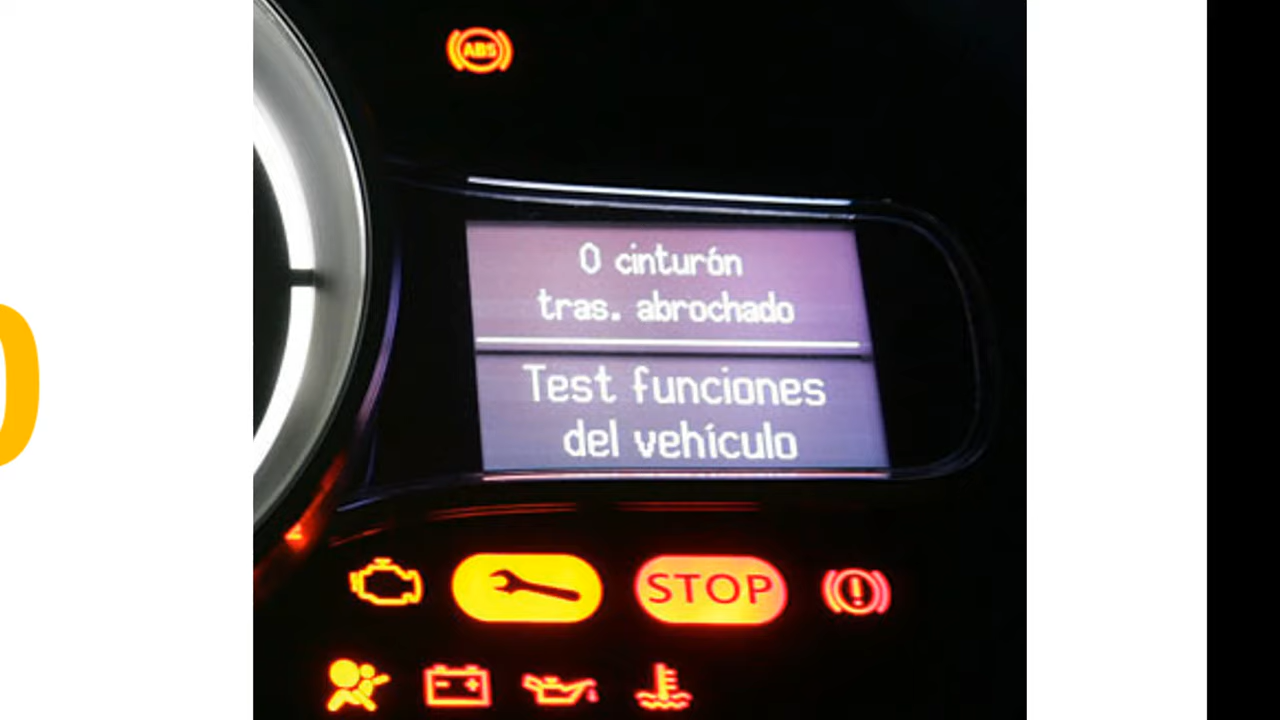 ABS
0 cinturón
tras. abrochado
Test funciones
del vehículo
STOP